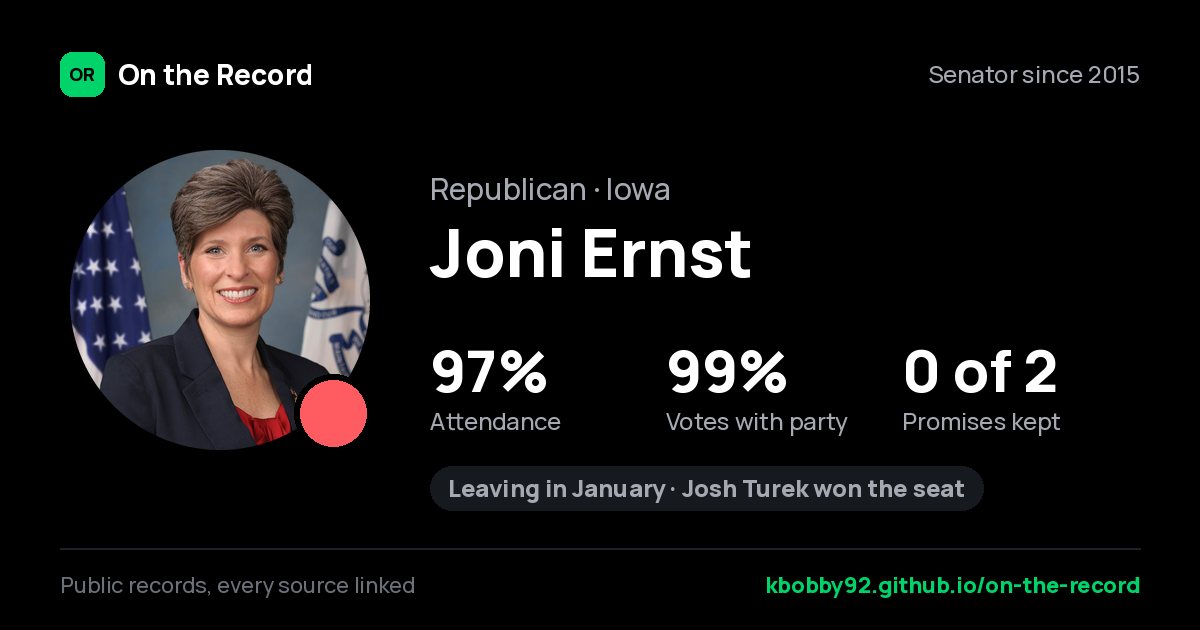 OR On the Record
Senator since 2015
Republican · Iowa
Joni Ernst
97% 99% 0 of 2
Attendance Votes with party Promises kept
Leaving in January · Josh Turek won the seat
Public records, every source linked
kbobby92.github.io/on-the-record